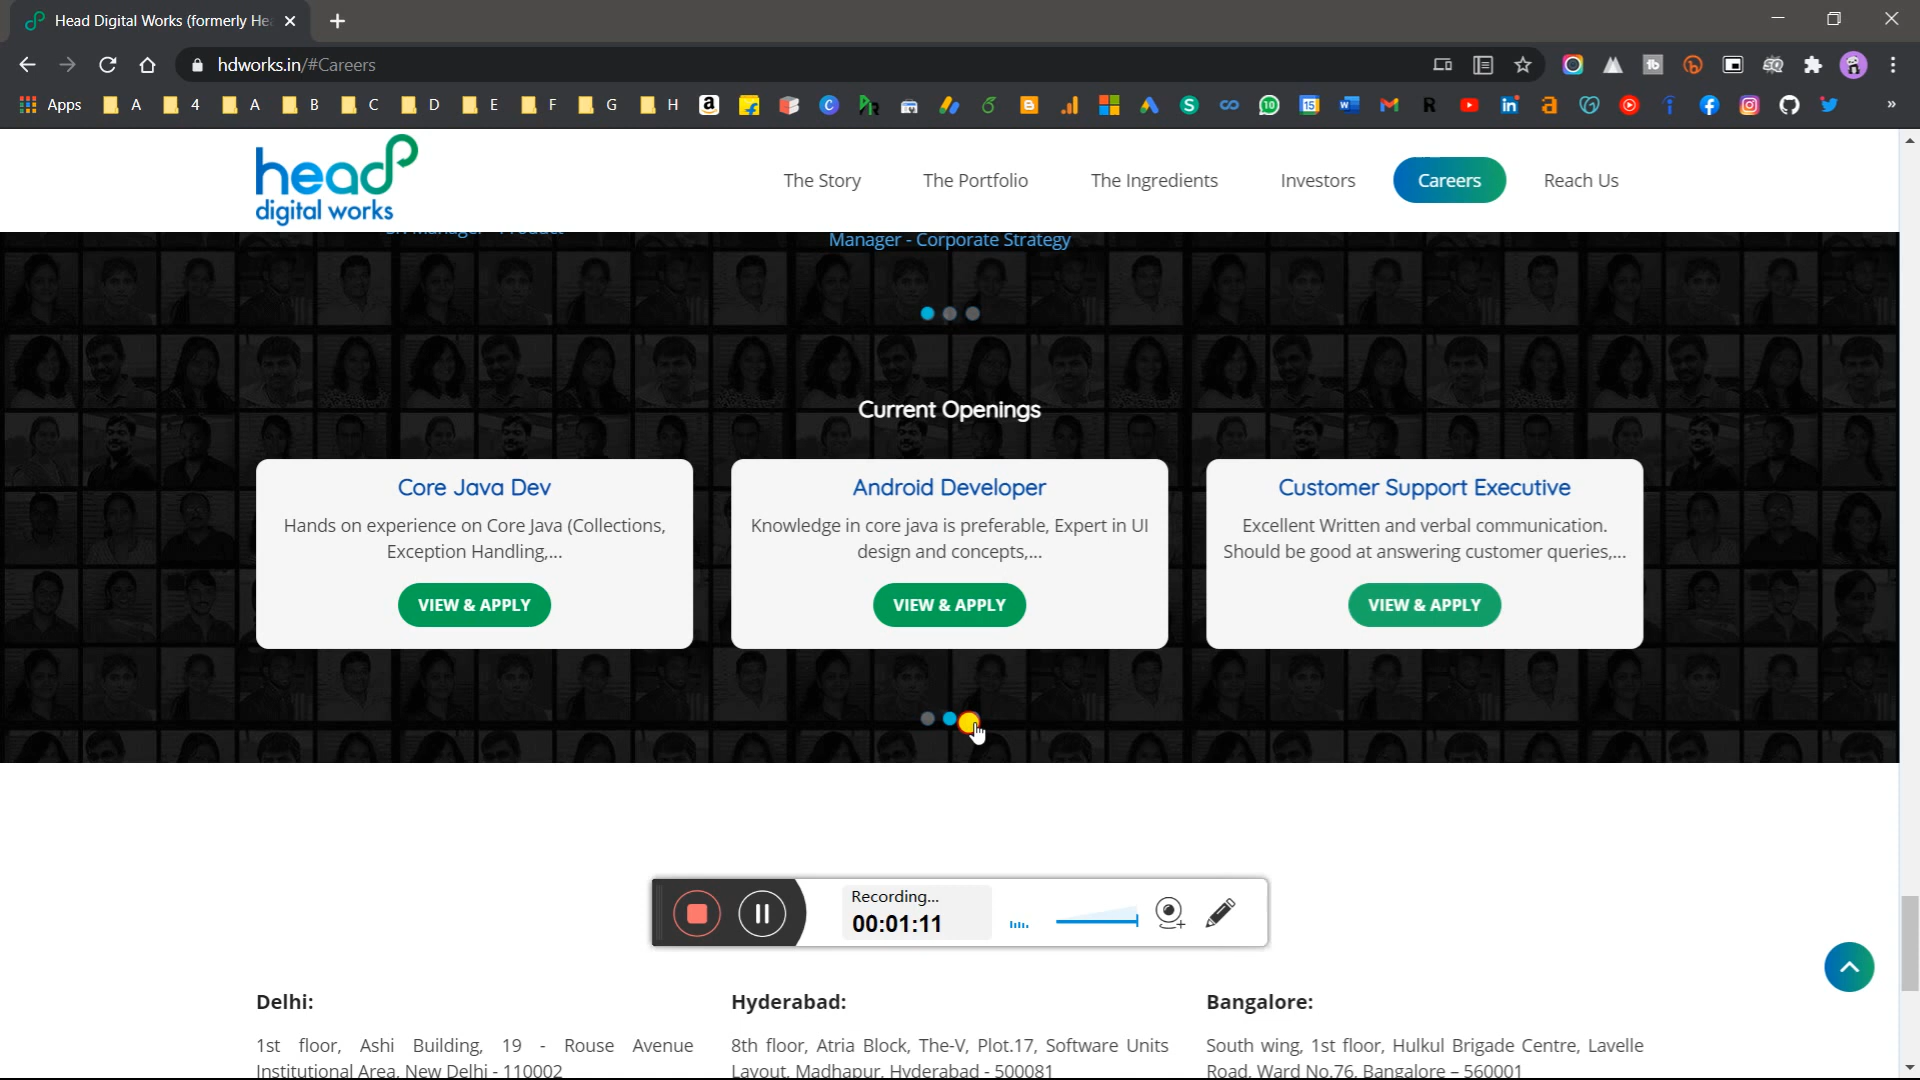 Head Digital Works (formerly He
hdworks.in/#Careers
Apps A 4 A B C D E F G H
head
digital works
The Story The Portfolio The Ingredients Investors Careers Reach Us
Manager - Corporate Strategy
Current Openings
Core Java Dev
Hands on experience on Core Java (Collections,
Exception Handling,...
VIEW & APPLY
Android Developer
Knowledge in core java is preferable, Expert in UI
design and concepts,...
VIEW & APPLY
Customer Support Executive
Excellent Written and verbal communication.
Should be good at answering customer queries,...
VIEW & APPLY
Recording...
00:01:11
Delhi:
1st floor, Ashi Building, 19 - Rouse Avenue
Institutional Area, New Delhi - 110002
Hyderabad:
8th floor, Atria Block, The-V, Plot.17, Software Units
Layout, Madhapur, Hyderabad - 500081
Bangalore:
South wing, 1st floor, Hulkul Brigade Centre, Lavelle
Road, Ward No.76, Bangalore – 560001